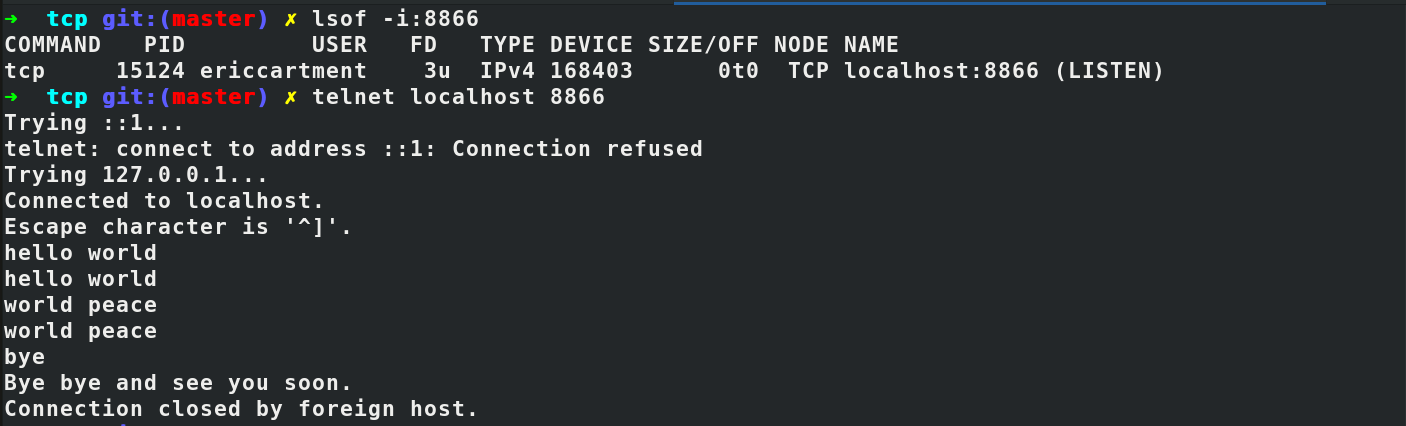 ➜  tcp git:(master) ✗ lsof -i:8866
COMMAND   PID         USER   FD   TYPE DEVICE SIZE/OFF NODE NAME
tcp     15124 ericcartment    3u  IPv4 168403      0t0  TCP localhost:8866 (LISTEN)
➜  tcp git:(master) ✗ telnet localhost 8866
Trying ::1...
telnet: connect to address ::1: Connection refused
Trying 127.0.0.1...
Connected to localhost.
Escape character is '^]'.
hello world
hello world
world peace
world peace
bye
Bye bye and see you soon.
Connection closed by foreign host.